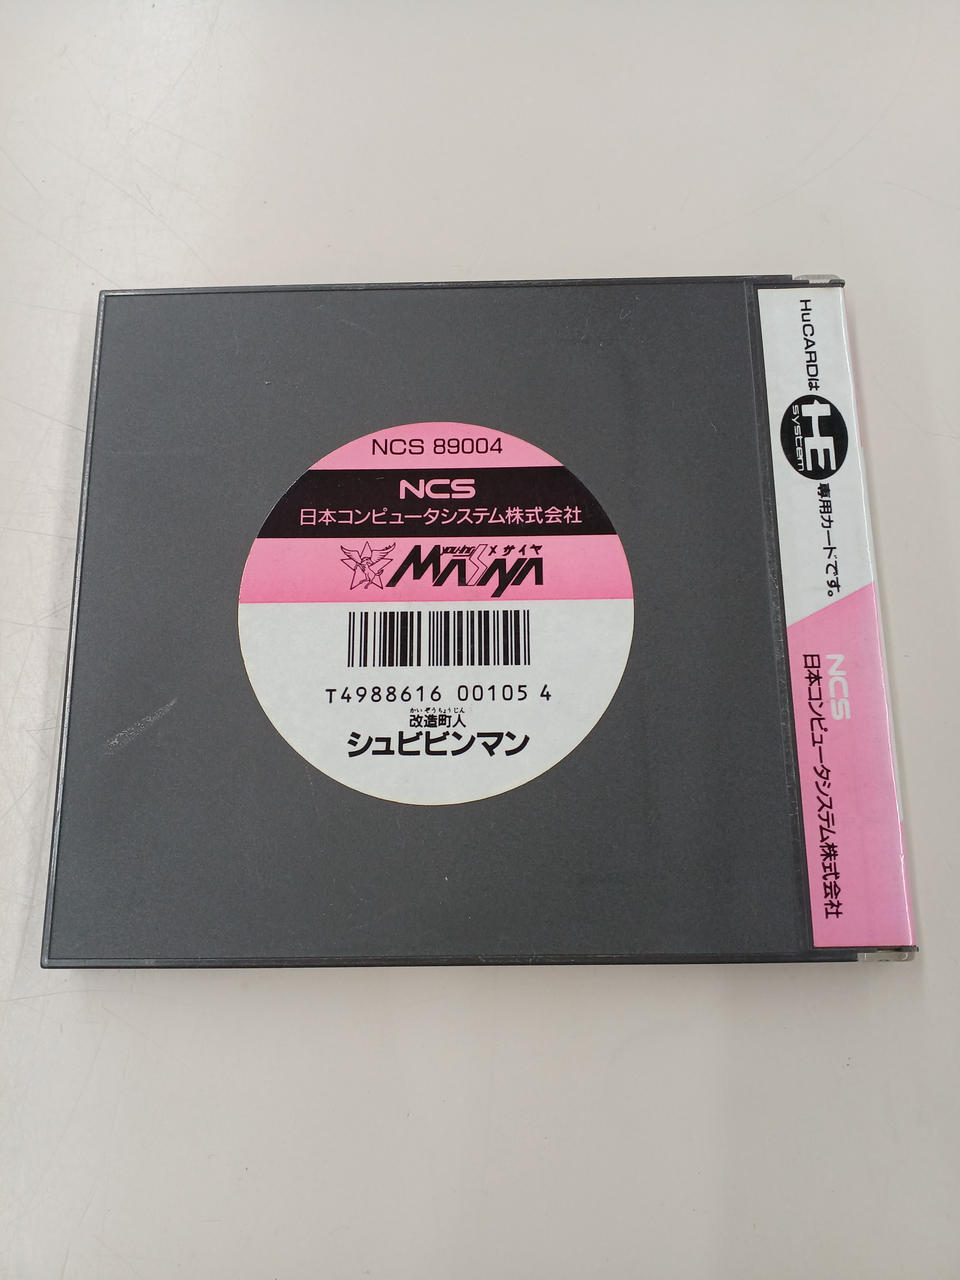 NCS 89004
NCS
日本コンピュータシステム株式会社
メサイヤ
MASAYA
T4988616 00105 4
かいぞうちょうじん
改造町人
シュビビンマン
HuCARDは
HE
system
専用カードです。
NCS
日本コンピュータシステム株式会社